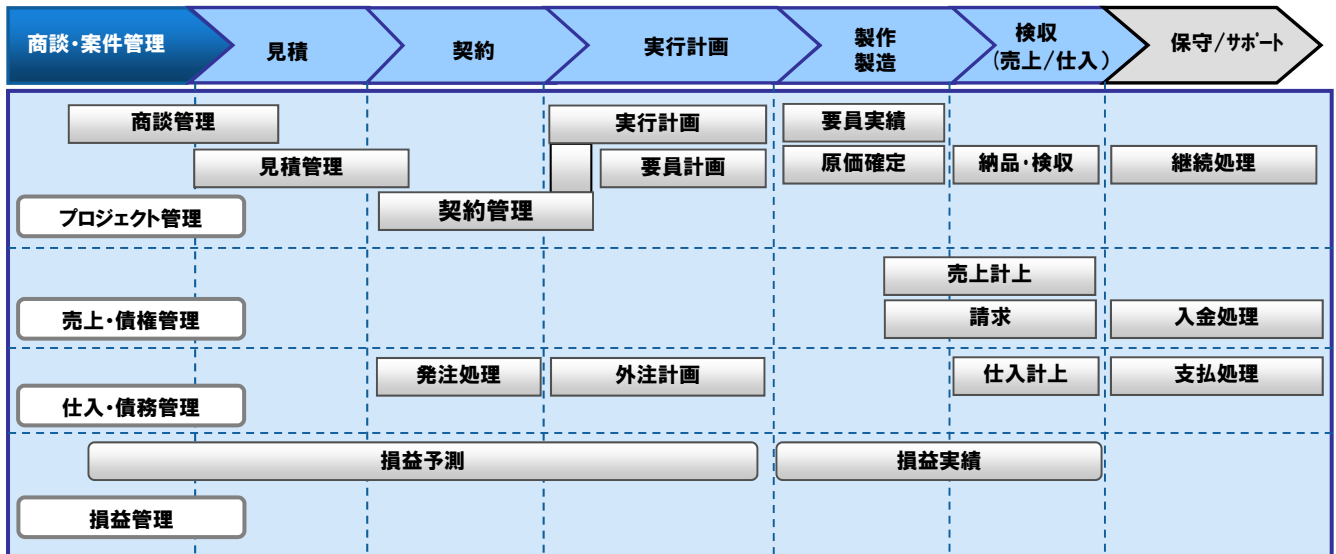 商談・案件管理
見積
契約
実行計画
製作
製造
検収
(売上/仕入)
保守/サポート
商談管理
実行計画
要員実績
見積管理
要員計画
原価確定
納品・検収
継続処理
プロジェクト管理
契約管理
売上計上
売上・債権管理
請求
入金処理
発注処理
外注計画
仕入計上
支払処理
仕入・債務管理
損益予測
損益実績
損益管理